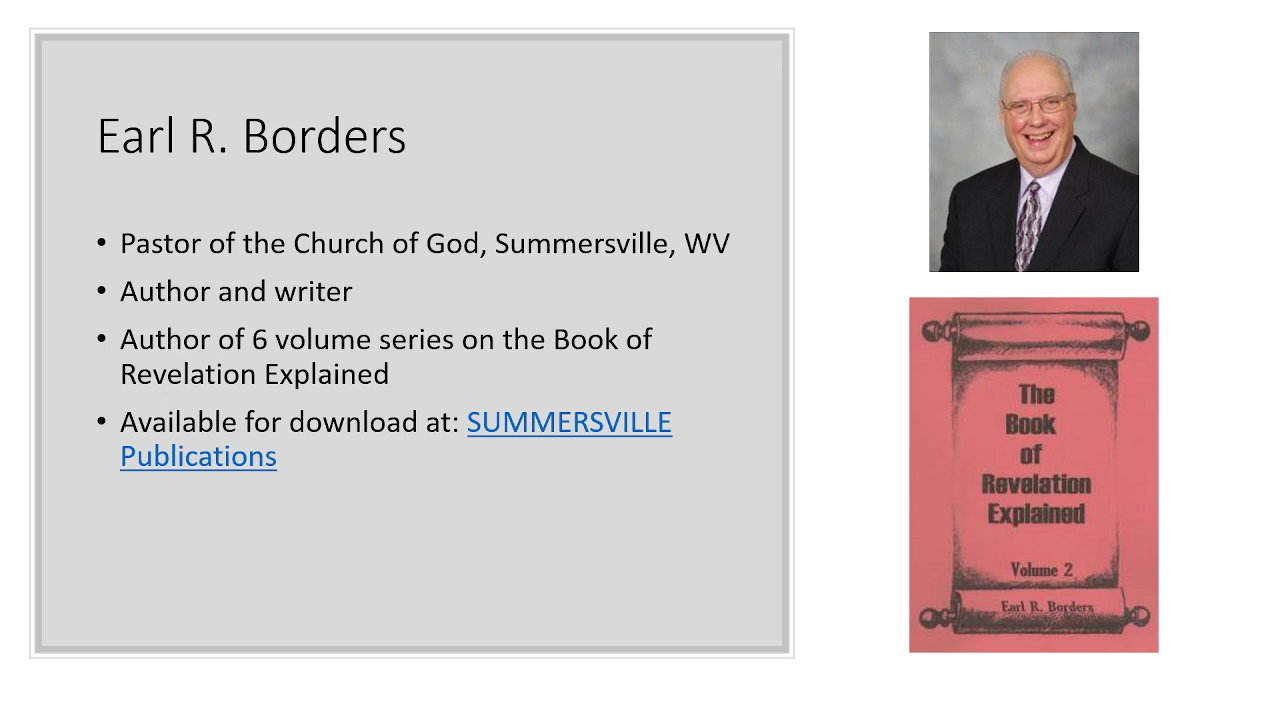 Earl R. Borders
• Pastor of the Church of God, Summersville, WV
• Author and writer
• Author of 6 volume series on the Book of
Revelation Explained
• Available for download at: SUMMERSVILLE
Publications
The
Book
of
Revelation
Explained
Volume 2
Earl R. Borders